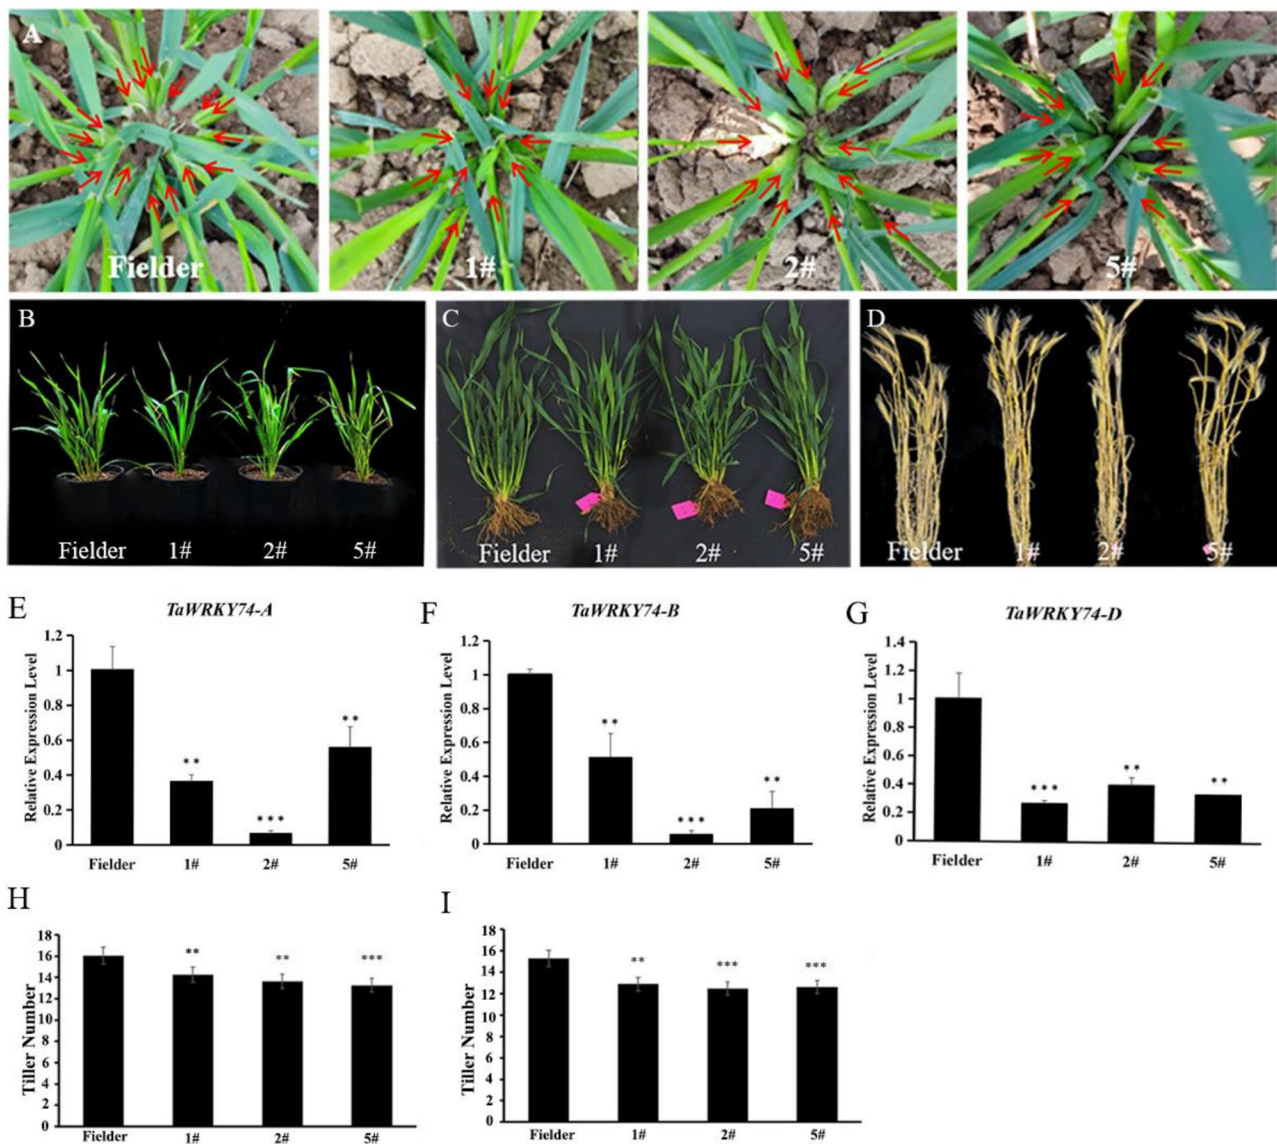 A
Fielder
1#
2#
5#
B
Fielder 1# 2# 5#
C
Fielder 1# 2# 5#
D
Fielder 1# 2# 5#
E
TaWRKY74-A
Relative Expression Level
1.2
1
0.8
0.6
0.4
0.2
0
**
***
**
Fielder 1# 2# 5#
F
TaWRKY74-B
Relative Expression Level
1.2
1
0.8
0.6
0.4
0.2
0
**
***
**
Fielder 1# 2# 5#
G
TaWRKY74-D
Relative Expression Level
1.4
1.2
1
0.8
0.6
0.4
0.2
0
***
**
**
Fielder 1# 2# 5#
H
Tiller Number
18
16
14
12
10
8
6
4
2
0
**
**
***
Fielder 1# 2# 5#
I
Tiller Number
18
16
14
12
10
8
6
4
2
0
**
***
***
Fielder 1# 2# 5#